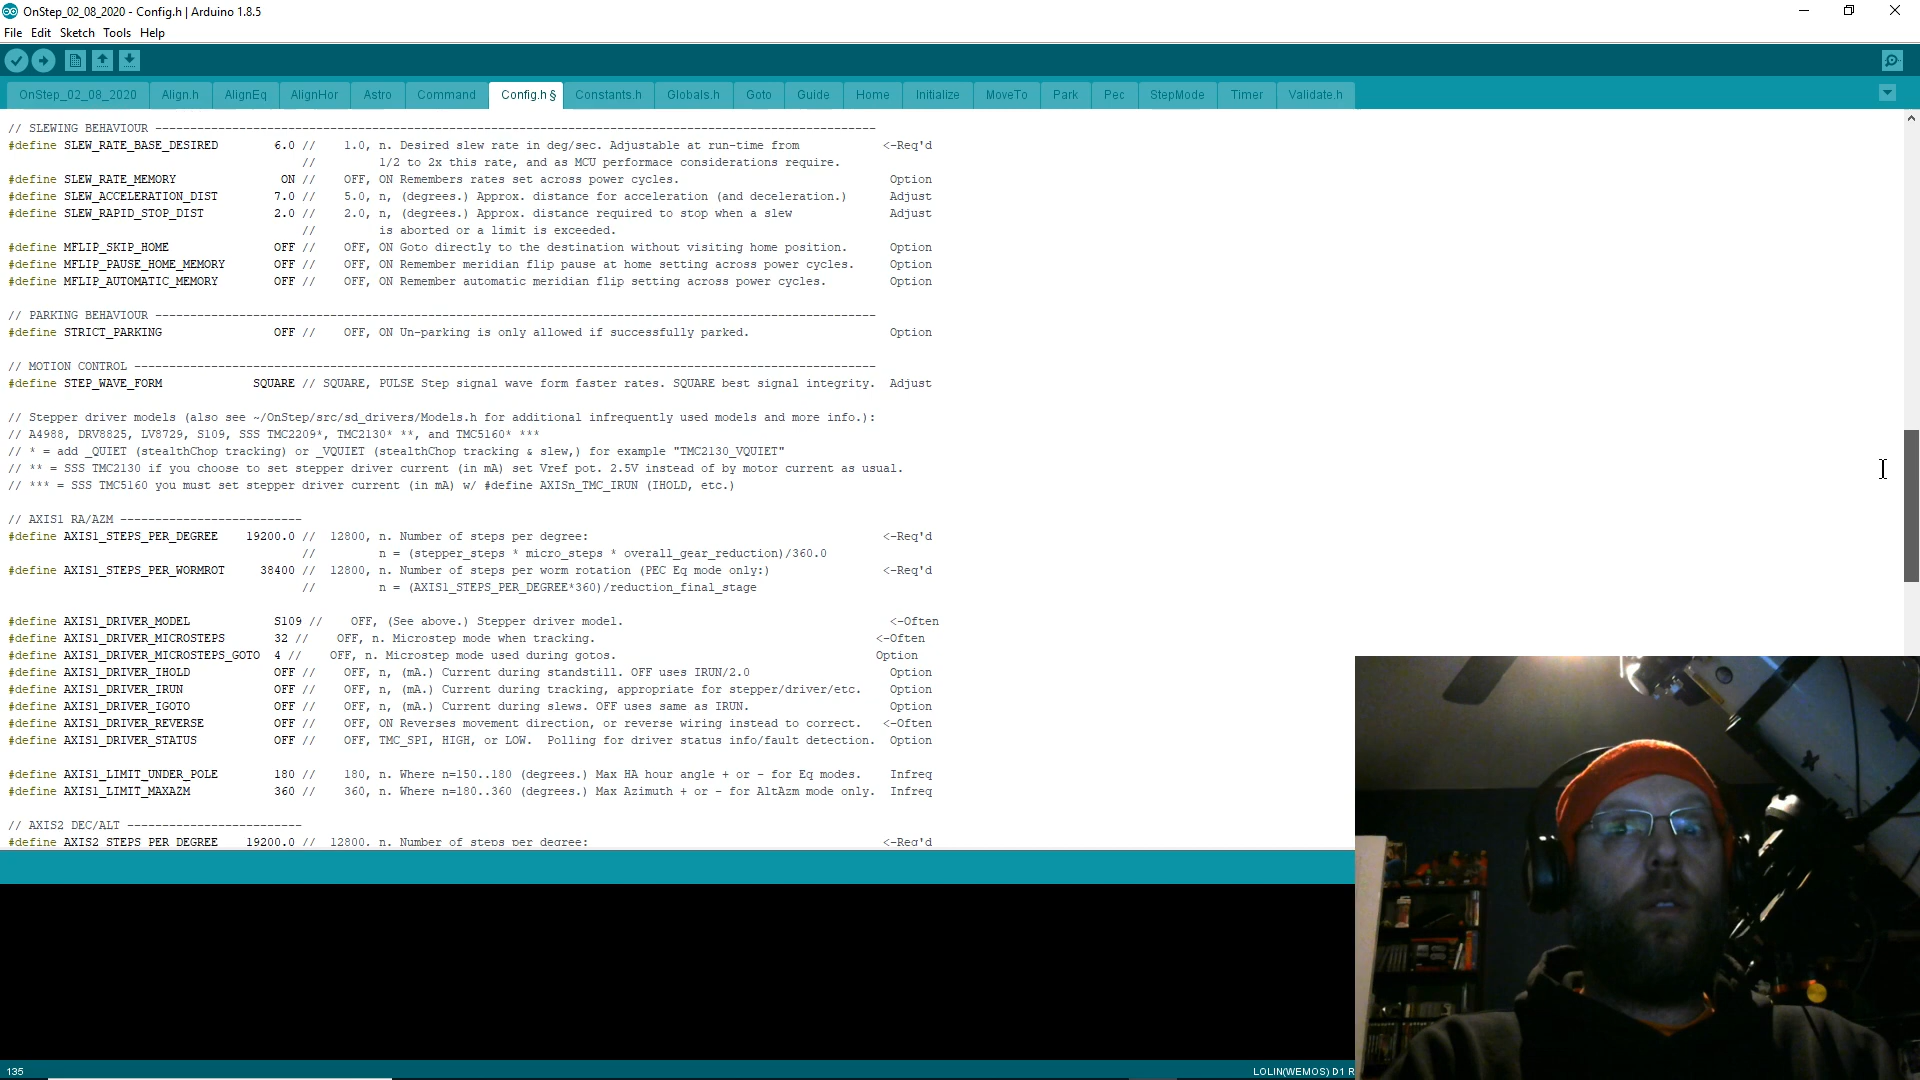 OnStep_02_08_2020 - Config.h | Arduino 1.8.5
File Edit Sketch Tools Help
OnStep_02_08_2020 Align.h AlignEq AlignHor Astro Command Config.h § Constants.h Globals.h Goto Guide Home Initialize MoveTo Park Pec StepMode Timer Validate.h
// SLEWING BEHAVIOUR -------------------------------------------------------------------------------------------------------
#define SLEW_RATE_BASE_DESIRED 6.0 // 1.0, n. Desired slew rate in deg/sec. Adjustable at run-time from <-Req'd
// 1/2 to 2x this rate, and as MCU performace considerations require.
#define SLEW_RATE_MEMORY ON // OFF, ON Remembers rates set across power cycles. Option
#define SLEW_ACCELERATION_DIST 7.0 // 5.0, n, (degrees.) Approx. distance for acceleration (and deceleration.) Adjust
#define SLEW_RAPID_STOP_DIST 2.0 // 2.0, n, (degrees.) Approx. distance required to stop when a slew Adjust
// is aborted or a limit is exceeded.
#define MFLIP_SKIP_HOME OFF // OFF, ON Goto directly to the destination without visiting home position. Option
#define MFLIP_PAUSE_HOME_MEMORY OFF // OFF, ON Remember meridian flip pause at home setting across power cycles. Option
#define MFLIP_AUTOMATIC_MEMORY OFF // OFF, ON Remember automatic meridian flip setting across power cycles. Option
// PARKING BEHAVIOUR -------------------------------------------------------------------------------------------------------
#define STRICT_PARKING OFF // OFF, ON Un-parking is only allowed if successfully parked. Option
// MOTION CONTROL ----------------------------------------------------------------------------------------------------------
#define STEP_WAVE_FORM SQUARE // SQUARE, PULSE Step signal wave form faster rates. SQUARE best signal integrity. Adjust
// Stepper driver models (also see ~/OnStep/src/sd_drivers/Models.h for additional infrequently used models and more info.):
// A4988, DRV8825, LV8729, S109, SSS TMC2209*, TMC2130* **, and TMC5160* ***
// * = add _QUIET (stealthChop tracking) or _VQUIET (stealthChop tracking & slew,) for example "TMC2130_VQUIET"
// ** = SSS TMC2130 if you choose to set stepper driver current (in mA) set Vref pot. 2.5V instead of by motor current as usual.
// *** = SSS TMC5160 you must set stepper driver current (in mA) w/ #define AXISn_TMC_IRUN (IHOLD, etc.)
// AXIS1 RA/AZM --------------------------
#define AXIS1_STEPS_PER_DEGREE 19200.0 // 12800, n. Number of steps per degree: <-Req'd
// n = (stepper_steps * micro_steps * overall_gear_reduction)/360.0
#define AXIS1_STEPS_PER_WORMROT 38400 // 12800, n. Number of steps per worm rotation (PEC Eq mode only:) <-Req'd
// n = (AXIS1_STEPS_PER_DEGREE*360)/reduction_final_stage
#define AXIS1_DRIVER_MODEL S109 // OFF, (See above.) Stepper driver model. <-Often
#define AXIS1_DRIVER_MICROSTEPS 32 // OFF, n. Microstep mode when tracking. <-Often
#define AXIS1_DRIVER_MICROSTEPS_GOTO 4 // OFF, n. Microstep mode used during gotos. Option
#define AXIS1_DRIVER_IHOLD OFF // OFF, n, (mA.) Current during standstill. OFF uses IRUN/2.0 Option
#define AXIS1_DRIVER_IRUN OFF // OFF, n, (mA.) Current during tracking, appropriate for stepper/driver/etc. Option
#define AXIS1_DRIVER_IGOTO OFF // OFF, n, (mA.) Current during slews. OFF uses same as IRUN. Option
#define AXIS1_DRIVER_REVERSE OFF // OFF, ON Reverses movement direction, or reverse wiring instead to correct. <-Often
#define AXIS1_DRIVER_STATUS OFF // OFF, TMC_SPI, HIGH, or LOW. Polling for driver status info/fault detection. Option
#define AXIS1_LIMIT_UNDER_POLE 180 // 180, n. Where n=150..180 (degrees.) Max HA hour angle + or - for Eq modes. Infreq
#define AXIS1_LIMIT_MAXAZM 360 // 360, n. Where n=180..360 (degrees.) Max Azimuth + or - for AltAzm mode only. Infreq
// AXIS2 DEC/ALT -------------------------
#define AXIS2_STEPS_PER_DEGREE 19200.0 // 12800, n. Number of steps per degree: <-Req'd
135
LOLIN(WEMOS) D1 R